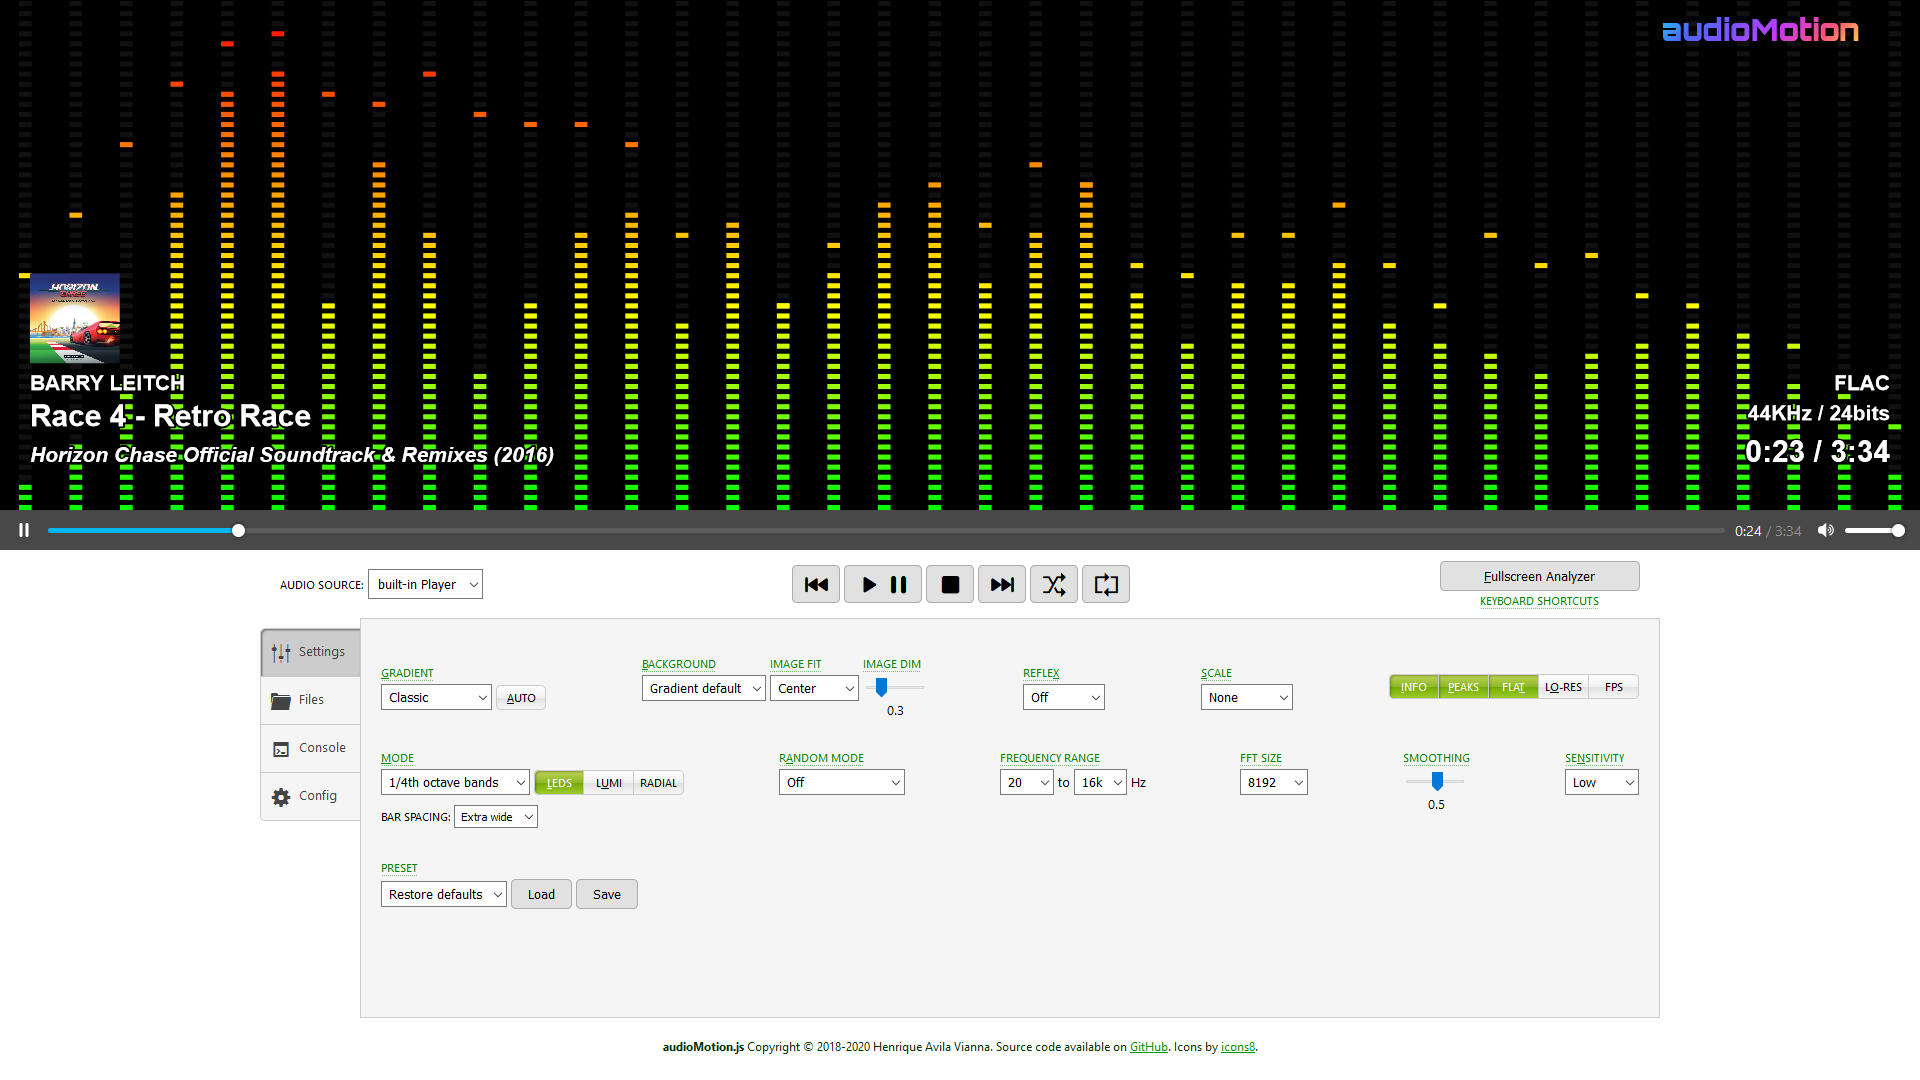 audioMotion
HORIZON
CHASE
BARRY LEITCH
Race 4 - Retro Race
Horizon Chase Official Soundtrack & Remixes (2016)
FLAC
44KHz / 24bits
0:23 / 3:34
0:24 / 3:34
AUDIO SOURCE: built-in Player
Fullscreen Analyzer
KEYBOARD SHORTCUTS
Settings
Files
Console
Config
GRADIENT
Classic AUTO
BACKGROUND IMAGE FIT IMAGE DIM
Gradient default Center
0.3
REFLEX
Off
SCALE
None
INFO PEAKS FLAT LO-RES FPS
MODE
1/4th octave bands LEDS LUMI RADIAL
BAR SPACING: Extra wide
RANDOM MODE
Off
FREQUENCY RANGE
20 to 16k Hz
FFT SIZE
8192
SMOOTHING
0.5
SENSITIVITY
Low
PRESET
Restore defaults Load Save
audioMotion.js Copyright © 2018-2020 Henrique Avila Vianna. Source code available on GitHub. Icons by icons8.